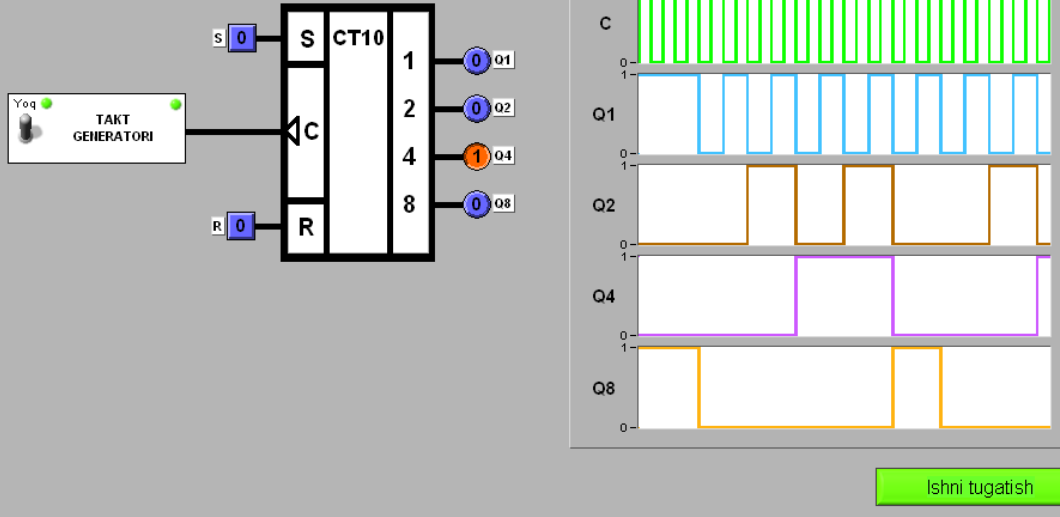 S 0
S CT10
1 0 Q1
2 0 Q2
4 1 Q4
8 0 Q8
Yoq
TAKT
GENERATORI
C
R 0
R
C
0
Q1
1
0
Q2
1
0
Q4
1
0
Q8
1
0
Ishni tugatish